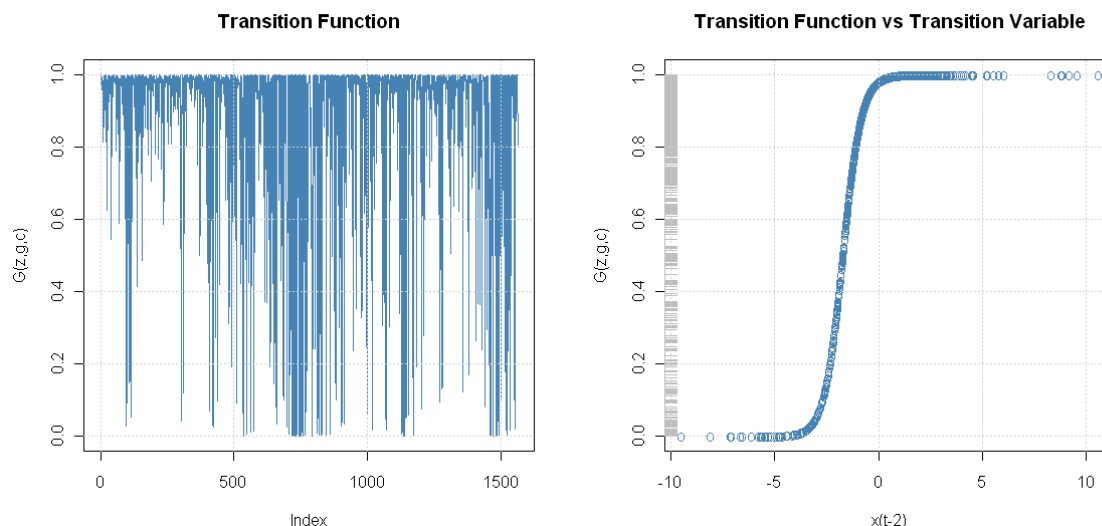 Transition Function
G(z,g,c)
1.0
0.8
0.6
0.4
0.2
0.0
0 500 1000 1500
Index
Transition Function vs Transition Variable
G(z,g,c)
1.0
0.8
0.6
0.4
0.2
0.0
-10 -5 0 5 10
x(t-2)